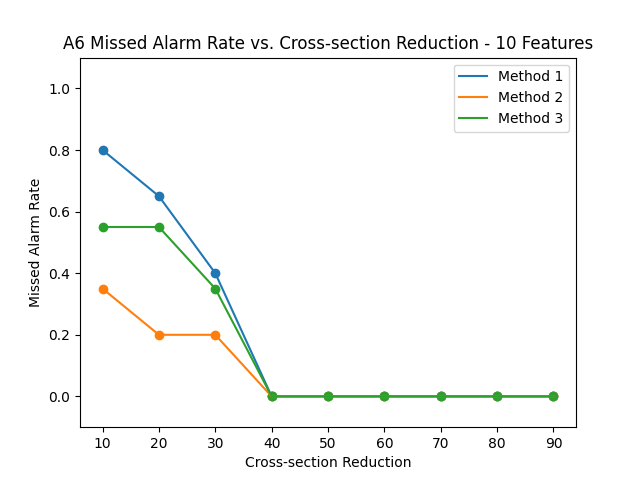 A6 Missed Alarm Rate vs. Cross-section Reduction - 10 Features
Method 1
Method 2
Method 3
Missed Alarm Rate
1.0
0.8
0.6
0.4
0.2
0.0
10 20 30 40 50 60 70 80 90
Cross-section Reduction